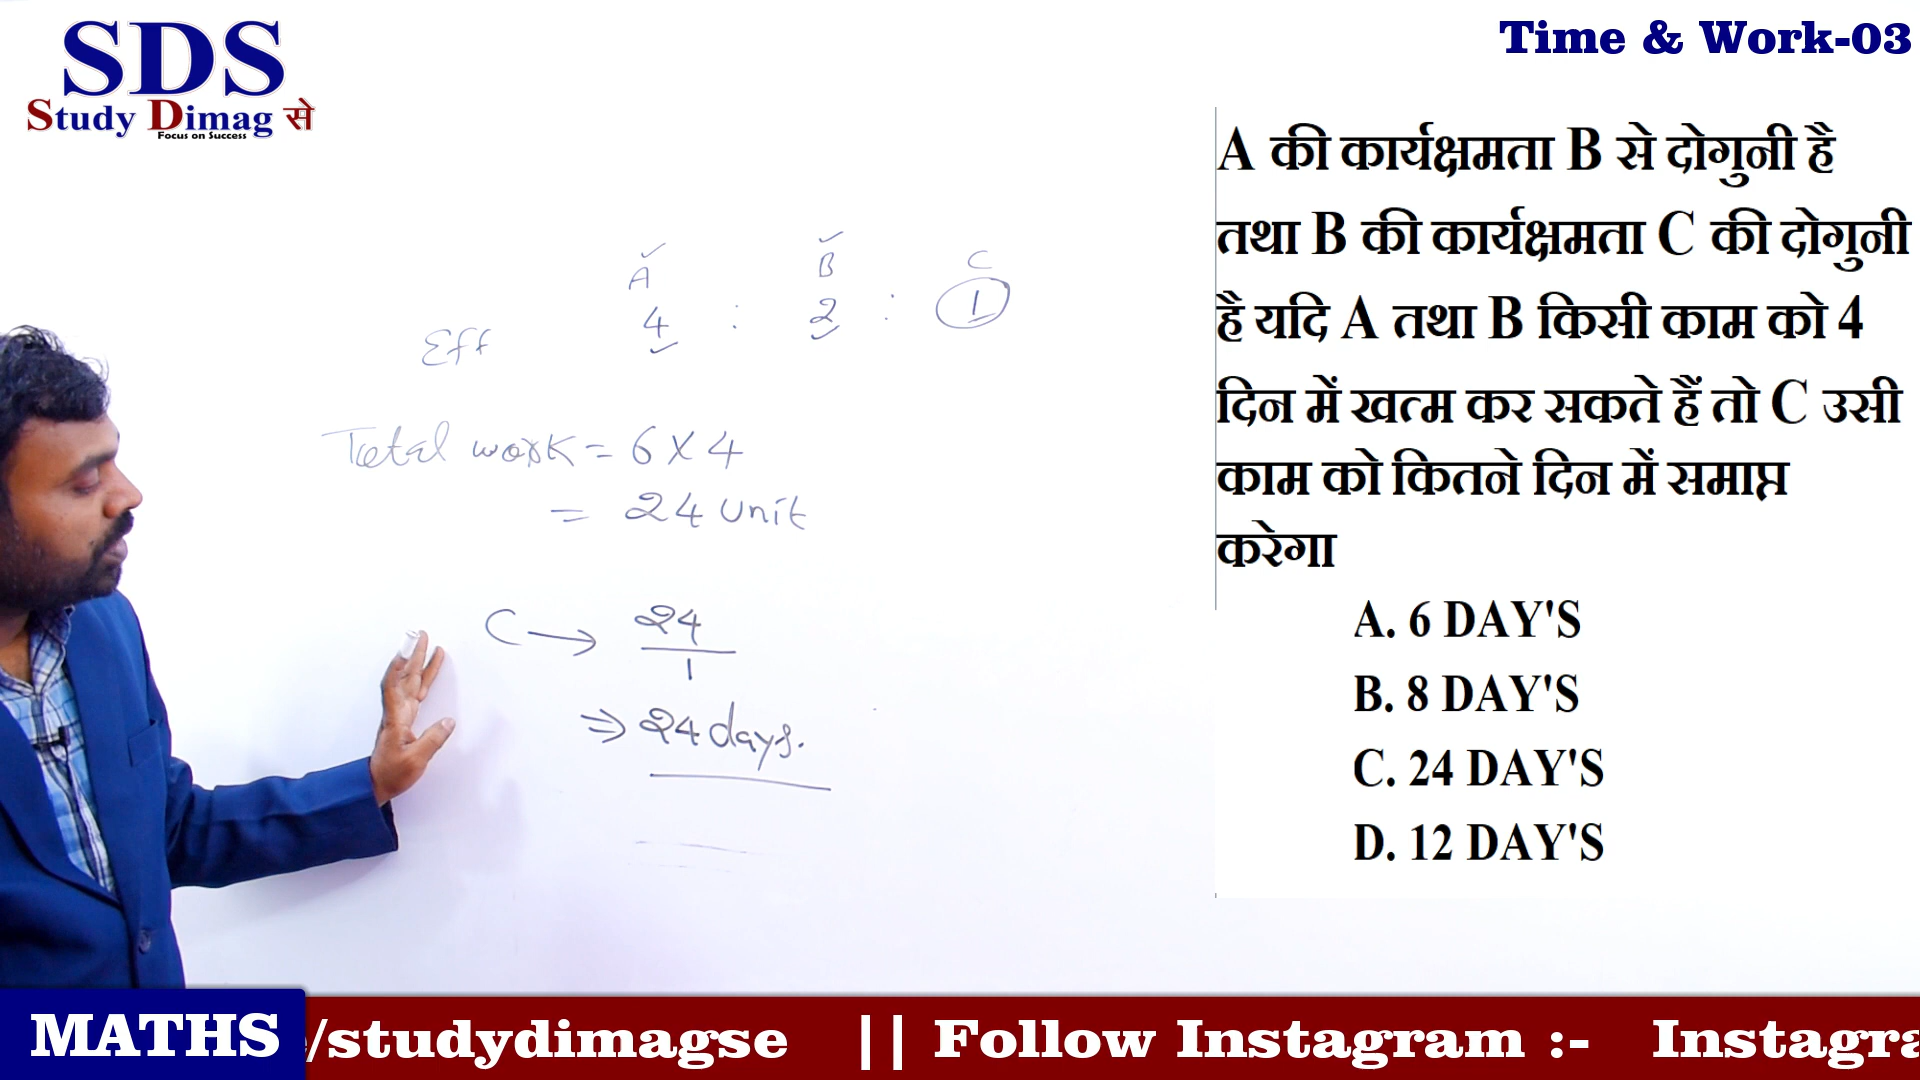 SDS
Study Dimag से
Focus on Success
Time & Work-03
A की कार्यक्षमता B से दोगुनी है
तथा B की कार्यक्षमता C की दोगुनी
है यदि A तथा B किसी काम को 4
दिन में खत्म कर सकते हैं तो C उसी
काम को कितने दिन में समाप्त
करेगा
A. 6 DAY'S
B. 8 DAY'S
C. 24 DAY'S
D. 12 DAY'S
A B C
Eff 4 : 2 : 1
Total work = 6 X 4
= 24 unit
C → 24
1
⇒ 24 days.
MATHS /studydimagse || Follow Instagram :- Instagra